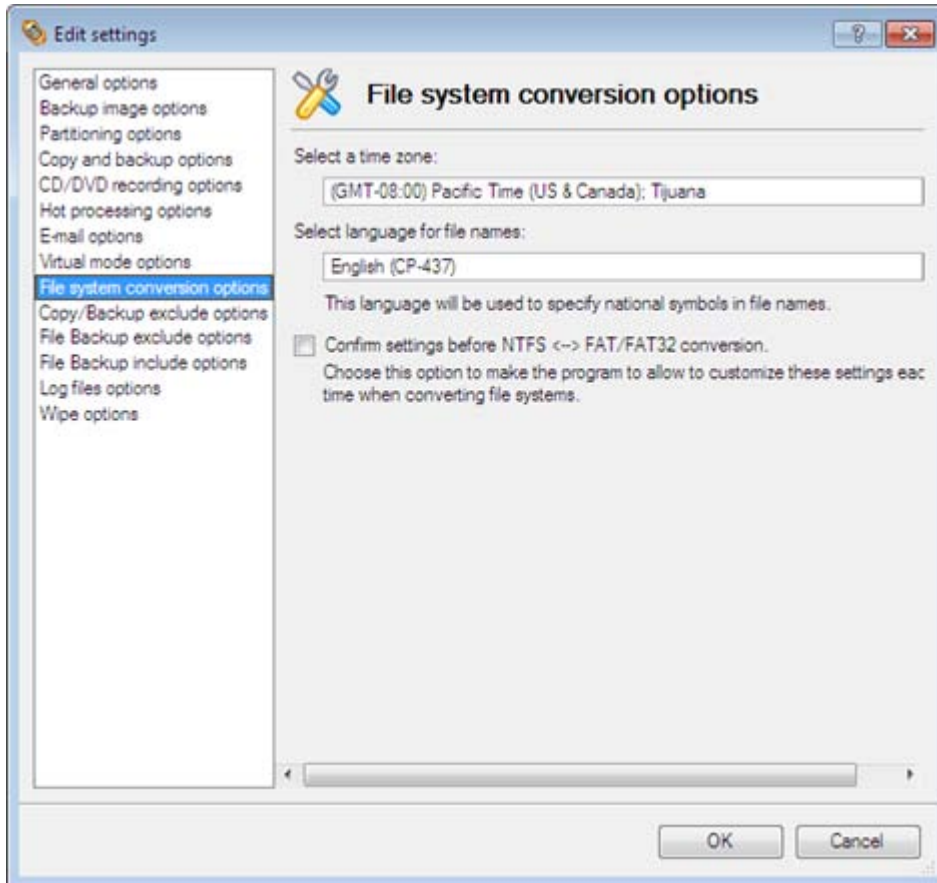 Edit settings
General options
Backup image options
Partitioning options
Copy and backup options
CD/DVD recording options
Hot processing options
E-mail options
Virtual mode options
File system conversion options
Copy/Backup exclude options
File Backup exclude options
File Backup include options
Log files options
Wipe options
File system conversion options
Select a time zone:
(GMT-08:00) Pacific Time (US & Canada); Tijuana
Select language for file names:
English (CP-437)
This language will be used to specify national symbols in file names.
Confirm settings before NTFS <--> FAT/FAT32 conversion.
Choose this option to make the program to allow to customize these settings eac
time when converting file systems.
OK
Cancel